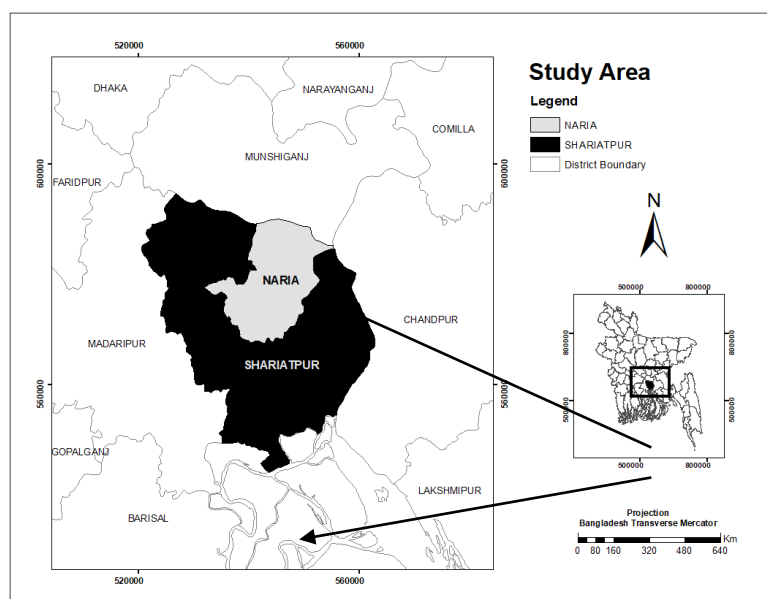 520000
560000
DHAKA
NARAYANGANJ
COMILLA
MUNSHIGANJ
600000
600000
FARIDPUR
NARIA
CHANDPUR
MADARIPUR
SHARIATPUR
560000
560000
GOPALGANJ
LAKSHMIPUR
BARISAL
520000
560000
Study Area
Legend
NARIA
SHARIATPUR
District Boundary
N
500000
800000
800000
800000
500000
500000
500000
800000
Projection
Bangladesh Transverse Mercator
Km
0 80 160 320 480 640